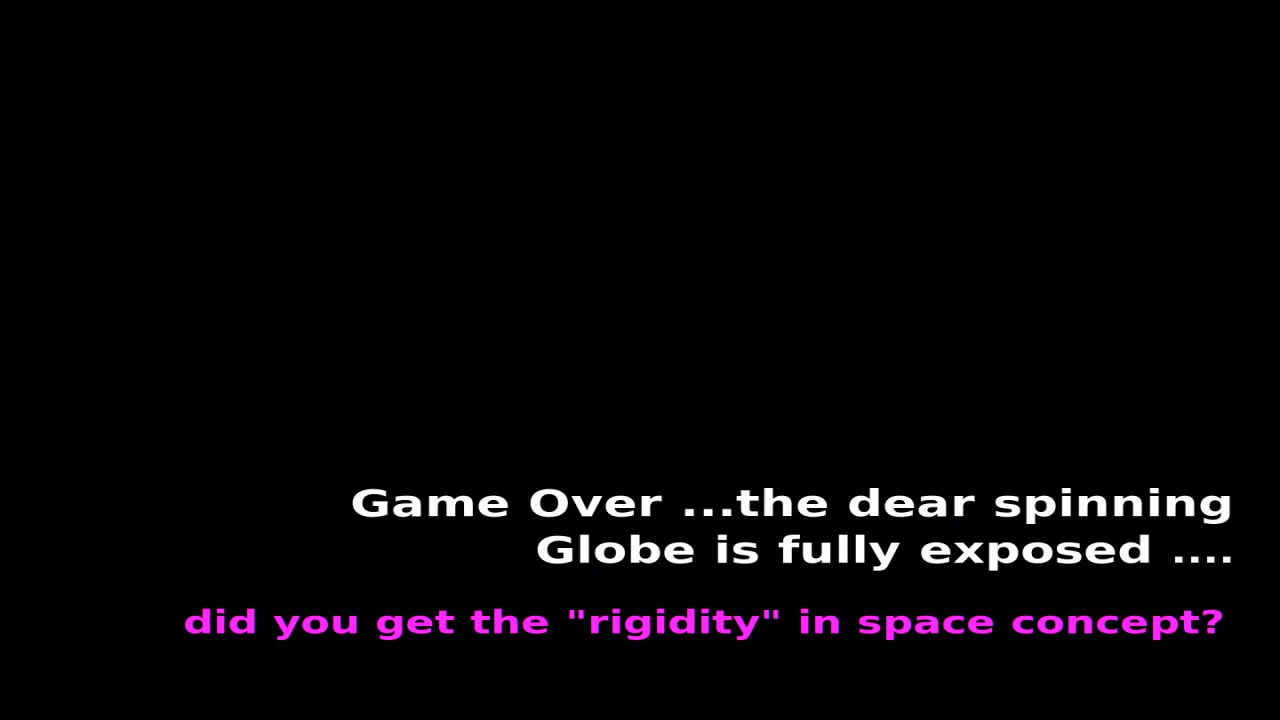 Game Over ...the dear spinning
Globe is fully exposed ....
did you get the "rigidity" in space concept?